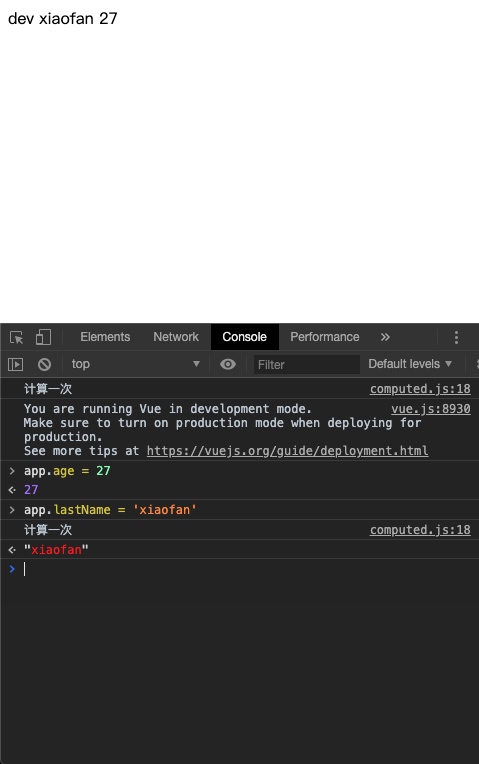 dev xiaofan 27
Elements Network Console Performance »
top Filter Default levels
计算一次 computed.js:18
You are running Vue in development mode. vue.js:8930
Make sure to turn on production mode when deploying for
production.
See more tips at https://vuejs.org/guide/deployment.html
> app.age = 27
27
> app.lastName = 'xiaofan'
计算一次 computed.js:18
"xiaofan"
>